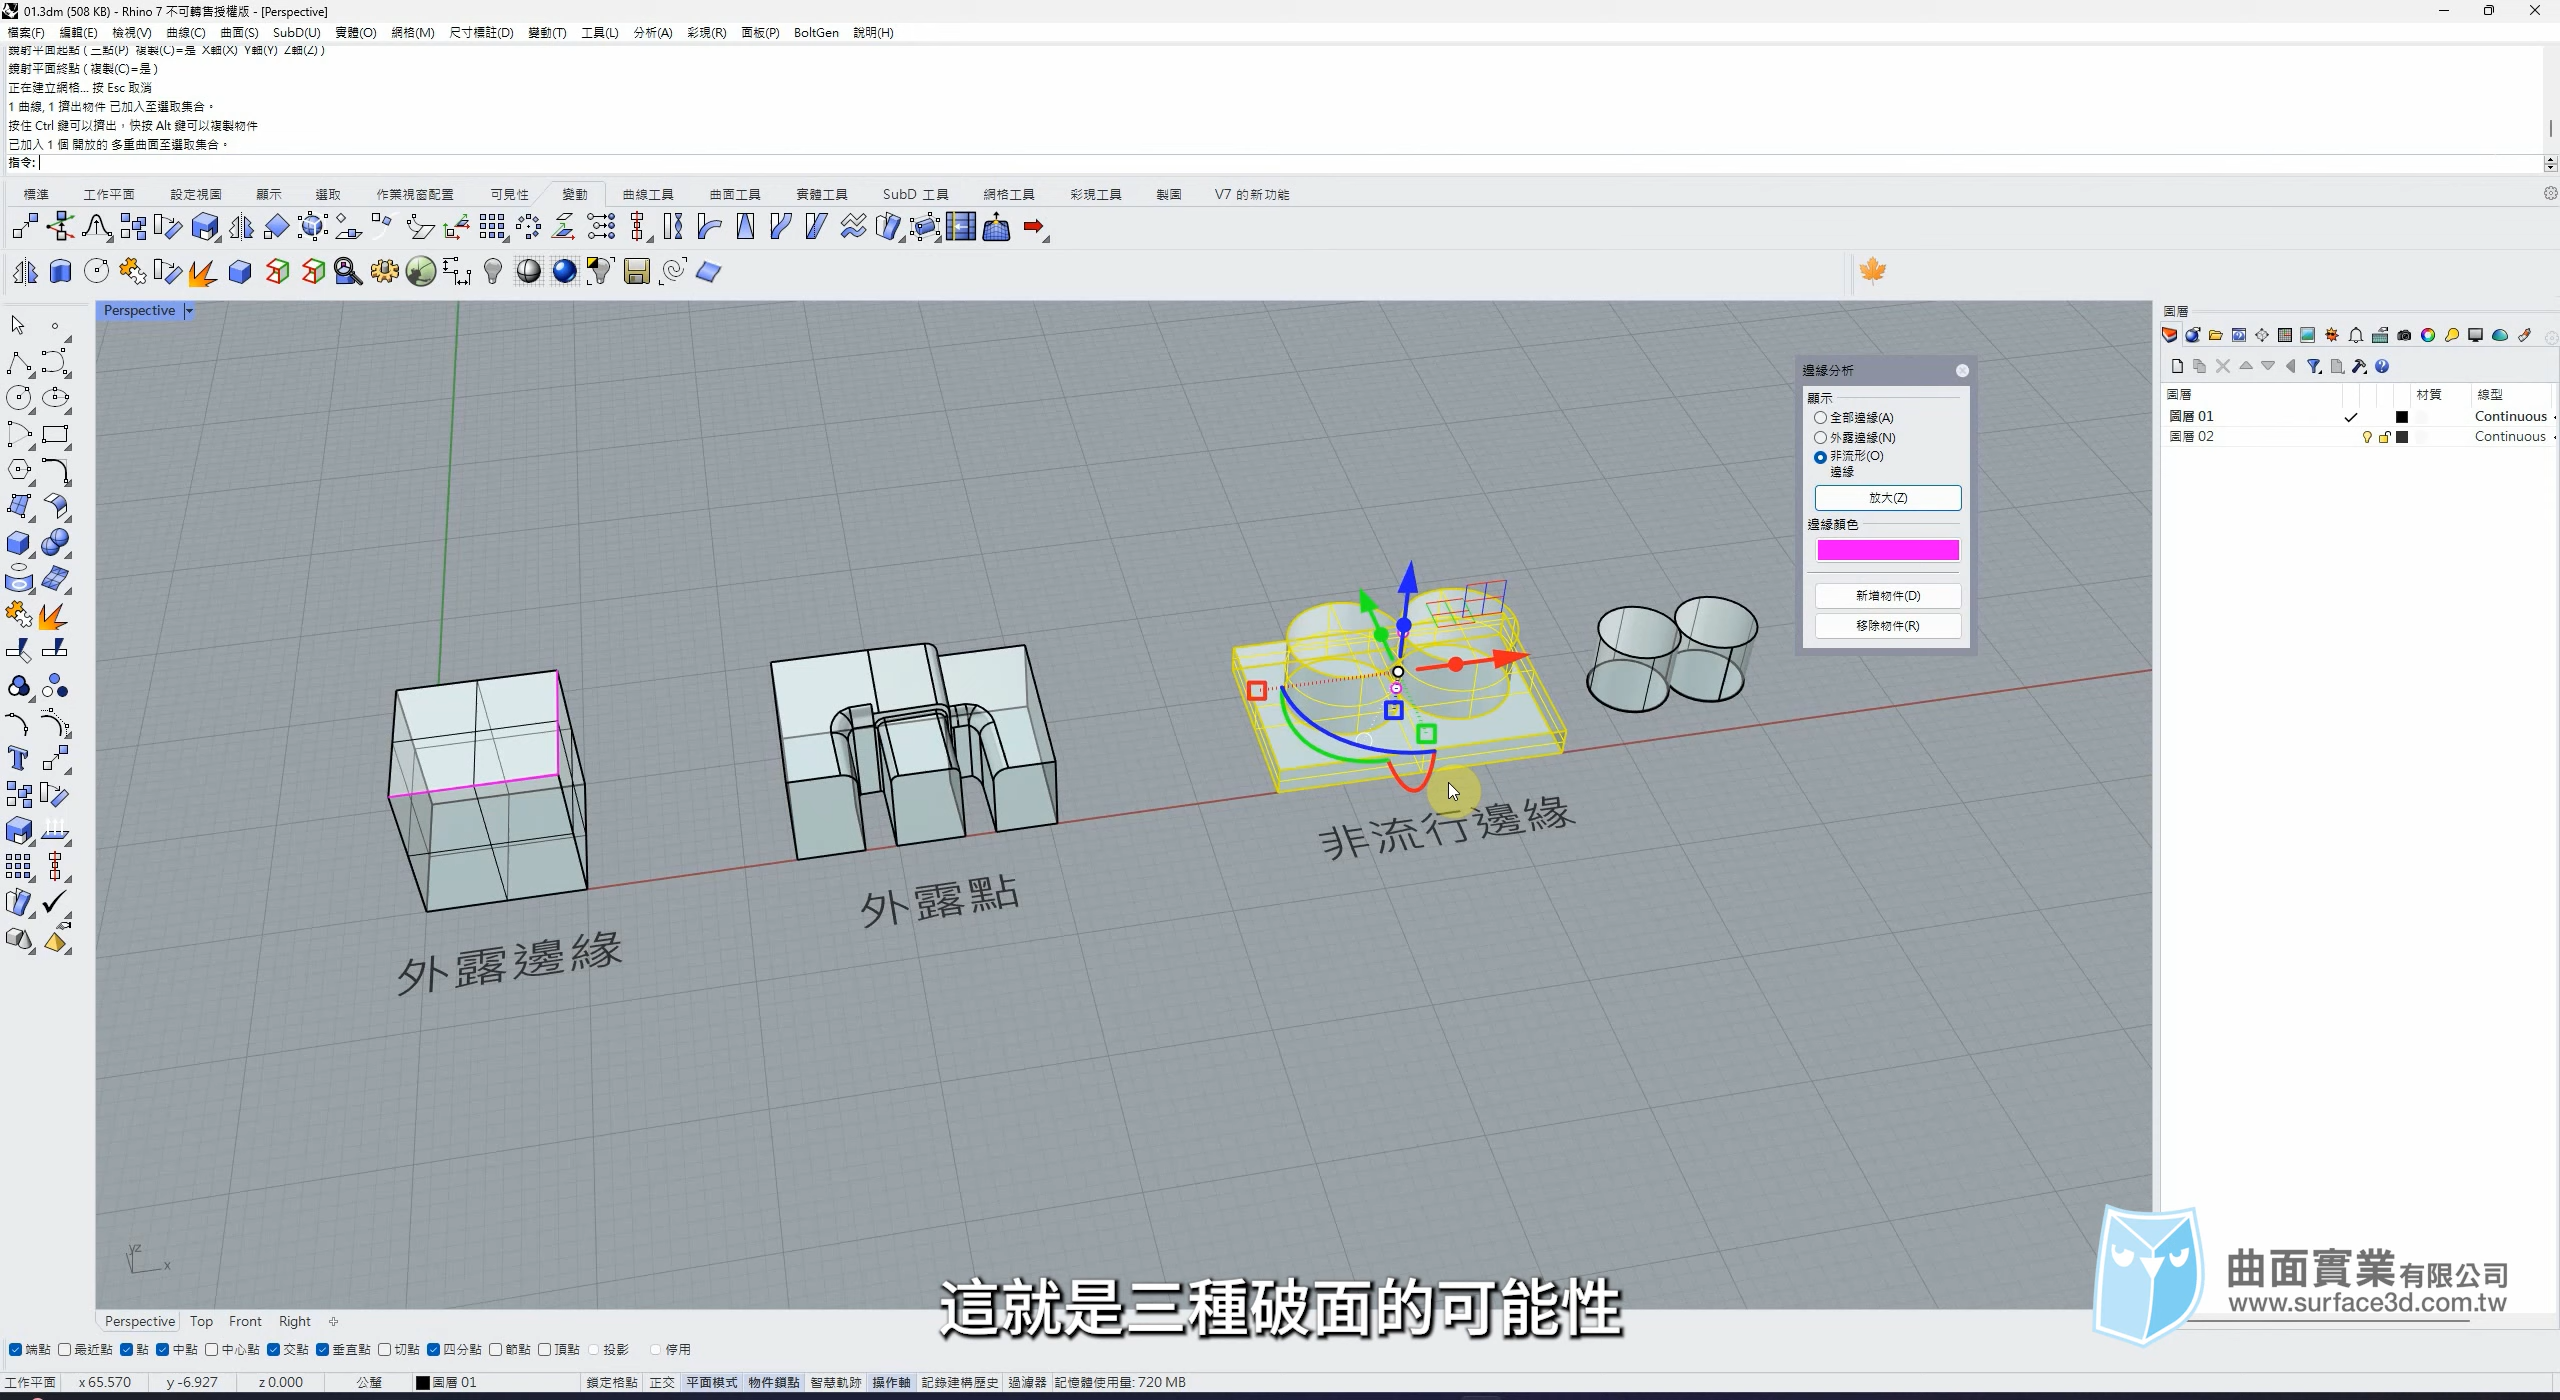 01.3dm (508 KB) - Rhino 7 不可轉售授權版 - [Perspective]
檔案(F) 編輯(E) 檢視(V) 曲線(C) 曲面(S) SubD(U) 實體(O) 網格(M) 尺寸標註(D) 變動(T) 工具(L) 分析(A) 彩現(R) 面板(P) BoltGen 說明(H)
鏡射平面起點 ( 三點(P) 複製(C)=是 X軸(X) Y軸(Y) Z軸(Z) )
鏡射平面終點 ( 複製(C)=是 )
正在建立網格... 按 Esc 取消
1 曲線, 1 擠出物件 已加入至選取集合。
按住 Ctrl 鍵可以擠出，快按 Alt 鍵可以複製物件
已加入 1 個 開放的 多重曲面至選取集合。
指令:
標準 工作平面 設定視圖 顯示 選取 作業視窗配置 可見性 變動 曲線工具 曲面工具 實體工具 SubD 工具 網格工具 彩現工具 製圖 V7 的新功能
Perspective
圖層
邊緣分析
顯示
全部邊緣(A)
外露邊緣(N)
非流形(O)
邊緣
放大(Z)
邊緣顏色
新增物件(D)
移除物件(R)
圖層 材質 線型
圖層 01 Continuous
圖層 02 Continuous
外露邊緣
外露點
非流行邊緣
yz
x
這就是三種破面的可能性
曲面實業有限公司
www.surface3d.com.tw
Perspective Top Front Right
端點 最近點 點 中點 中心點 交點 垂直點 切點 四分點 節點 頂點 投影 停用
工作平面 x 65.570 y -6.927 z 0.000 公釐 圖層 01 鎖定格點 正交 平面模式 物件鎖點 智慧軌跡 操作軸 記錄建構歷史 過濾器 記憶體使用量: 720 MB